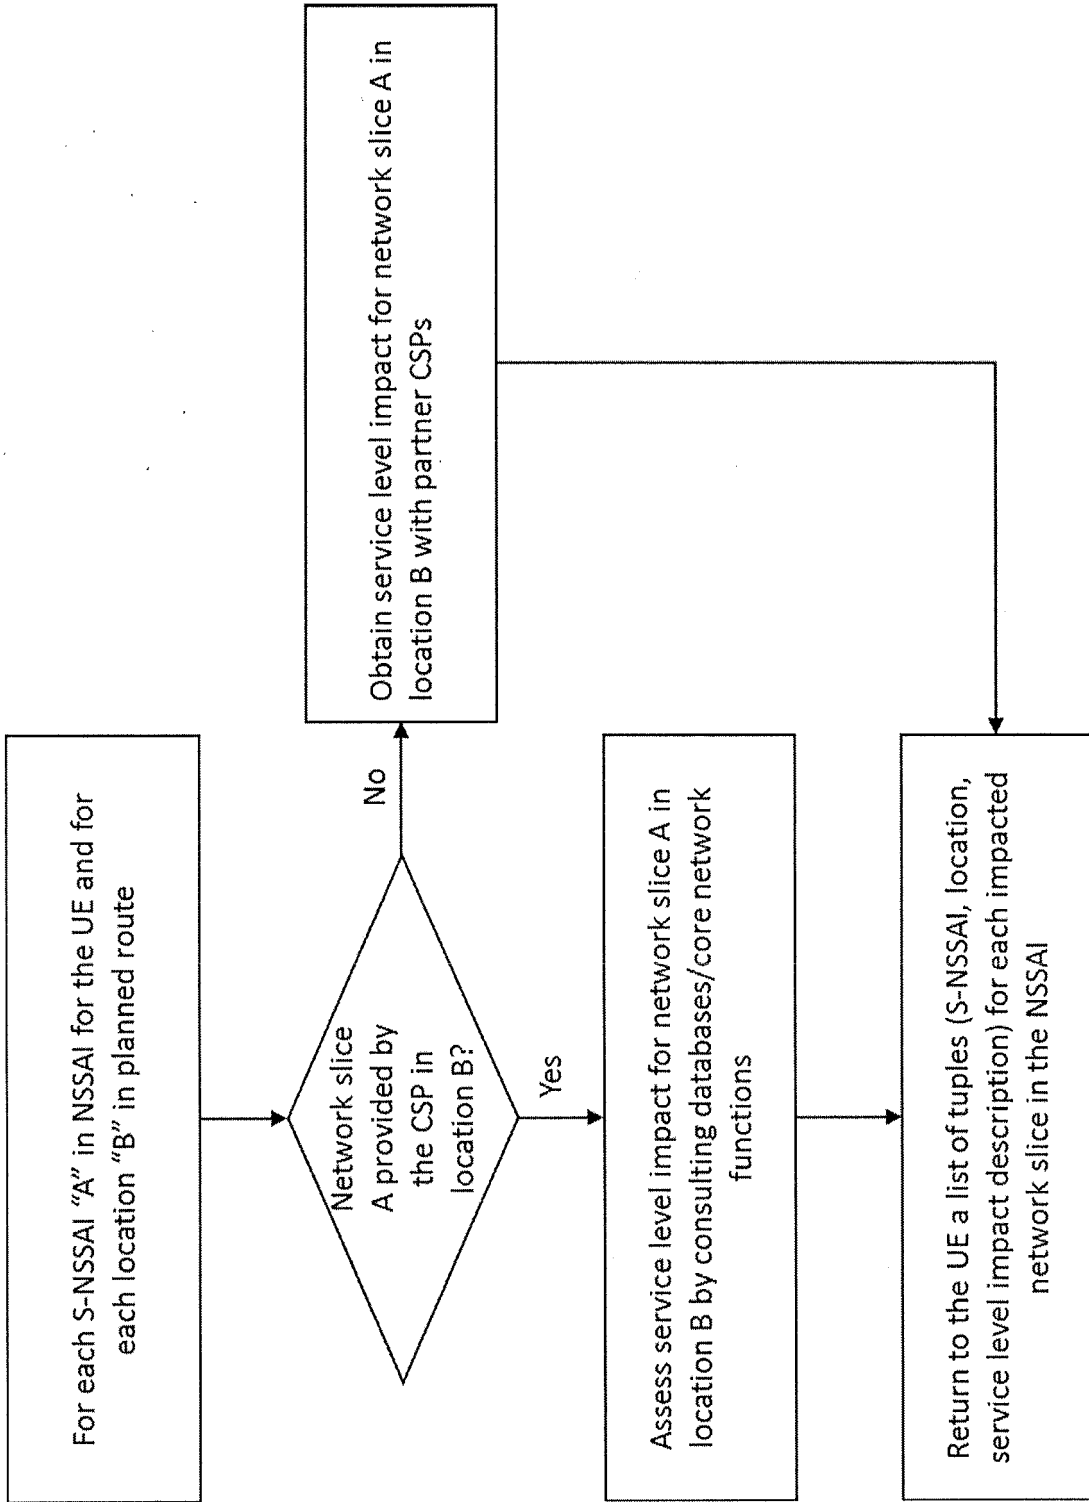 For each S-NSSAI “A” in NSSAI for the UE and for
each location “B” in planned route
Network slice
A provided by
the CSP in
location B?
No
Obtain service level impact for network slice A in
location B with partner CSPs
Yes
Assess service level impact for network slice A in
location B by consulting databases/core network
functions
Return to the UE a list of tuples (S-NSSAI, location,
service level impact description) for each impacted
network slice in the NSSAI